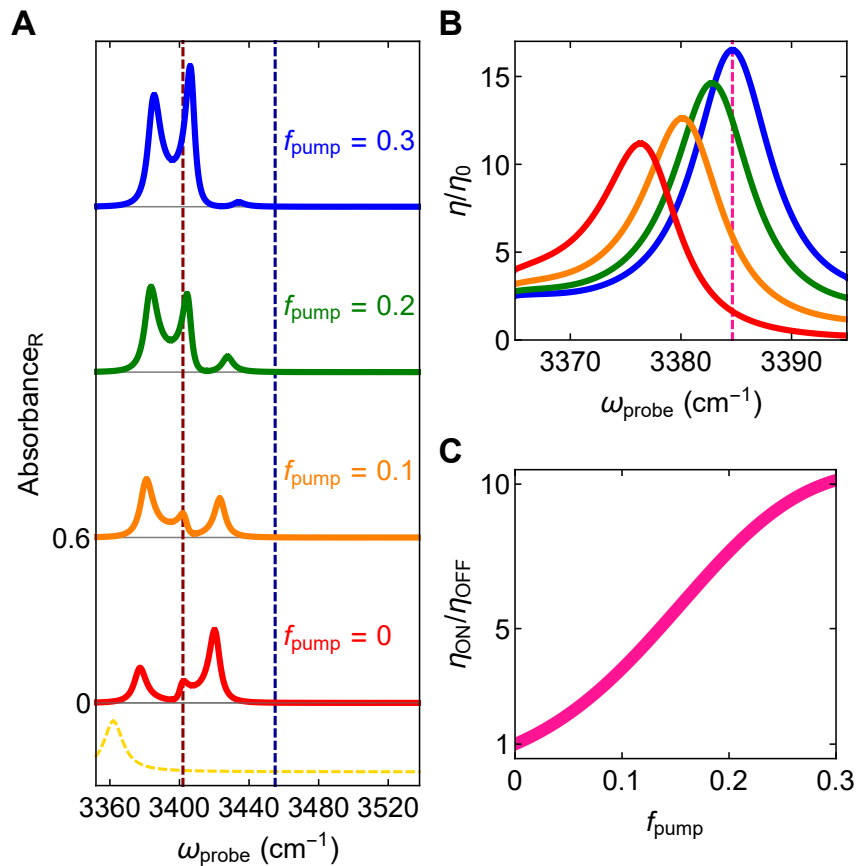 A
Absorbance_R
f_pump = 0.3
f_pump = 0.2
f_pump = 0.1
f_pump = 0
0.6
0
3360 3400 3440 3480 3520
ω_probe (cm⁻¹)
B
η/η₀
15
10
5
0
3370 3380 3390
ω_probe (cm⁻¹)
C
η_ON/η_OFF
10
5
1
0 0.1 0.2 0.3
f_pump